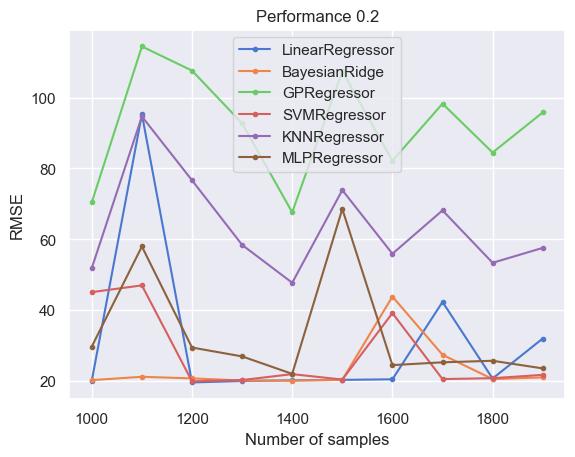 Performance 0.2
LinearRegressor
BayesianRidge
GPRegressor
SVMRegressor
KNNRegressor
MLPRegressor
RMSE
100
80
60
40
20
1000
1200
1400
1600
1800
Number of samples